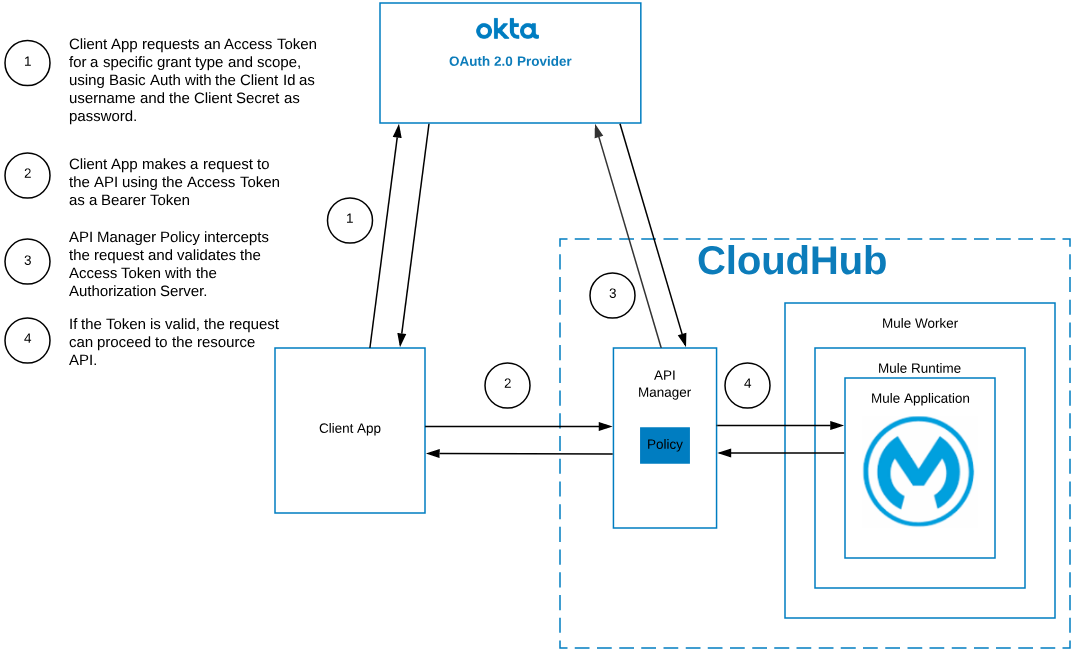 1
Client App requests an Access Token
for a specific grant type and scope,
using Basic Auth with the Client Id as
username and the Client Secret as
password.
2
Client App makes a request to
the API using the Access Token
as a Bearer Token
3
API Manager Policy intercepts
the request and validates the
Access Token with the
Authorization Server.
4
If the Token is valid, the request
can proceed to the resource
API.
okta
OAuth 2.0 Provider
1
Client App
2
3
CloudHub
API
Manager
Policy
4
Mule Worker
Mule Runtime
Mule Application